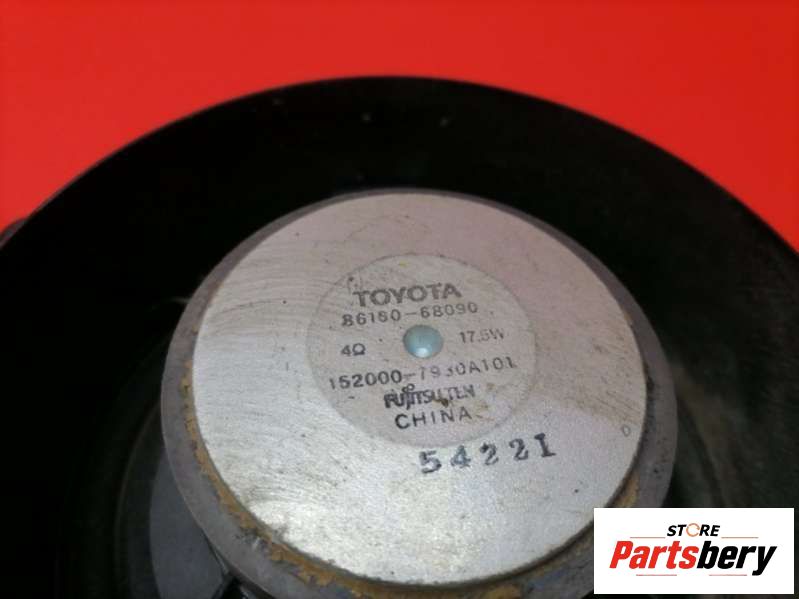 TOYOTA
86160-68090
4Ω 17.5W
152000-7930A101
FUJITSU TEN
CHINA
54221
STORE
Partsbery